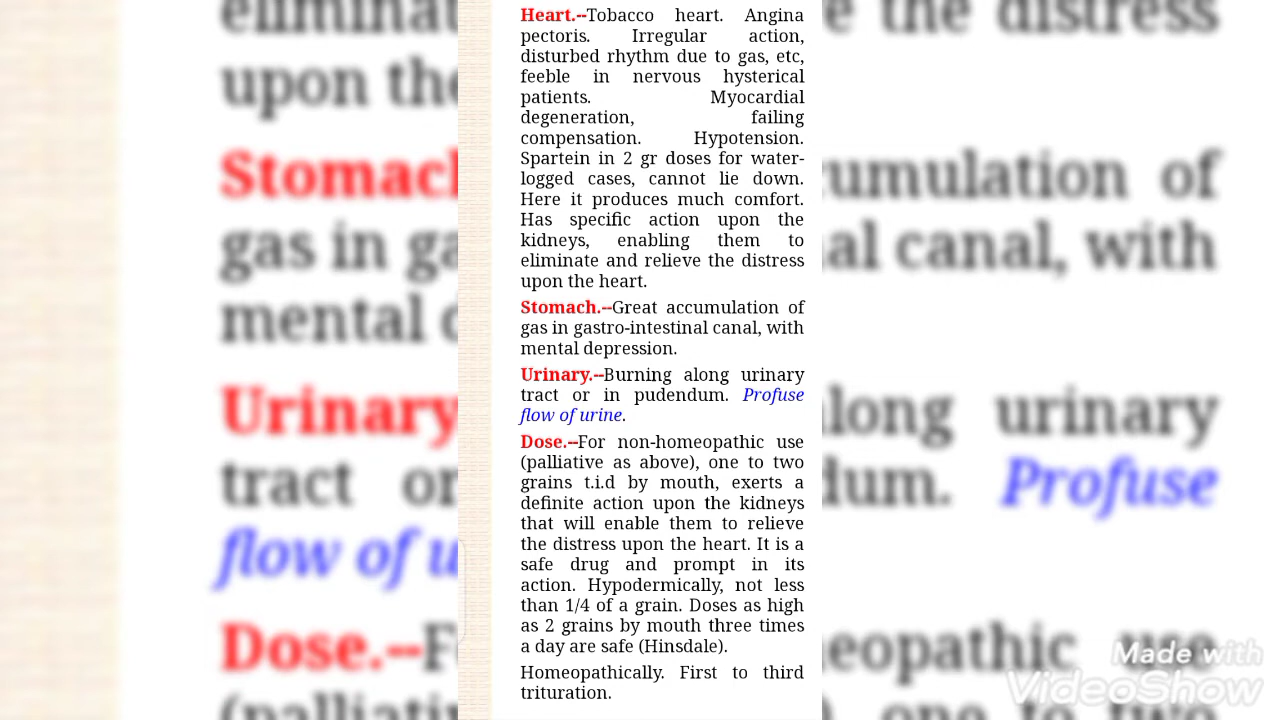 Heart.--Tobacco heart. Angina
pectoris. Irregular action,
disturbed rhythm due to gas, etc,
feeble in nervous hysterical
patients. Myocardial
degeneration, failing
compensation. Hypotension.
Spartein in 2 gr doses for water-
logged cases, cannot lie down.
Here it produces much comfort.
Has specific action upon the
kidneys, enabling them to
eliminate and relieve the distress
upon the heart.
Stomach.--Great accumulation of
gas in gastro-intestinal canal, with
mental depression.
Urinary.--Burning along urinary
tract or in pudendum. Profuse
flow of urine.
Dose.--For non-homeopathic use
(palliative as above), one to two
grains t.i.d by mouth, exerts a
definite action upon the kidneys
that will enable them to relieve
the distress upon the heart. It is a
safe drug and prompt in its
action. Hypodermically, not less
than 1/4 of a grain. Doses as high
as 2 grains by mouth three times
a day are safe (Hinsdale).
Homeopathically. First to third
trituration.
Made with
VideoShow